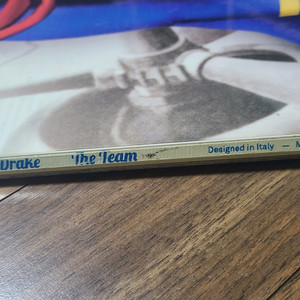 Drake The Team Designed in Italy — M